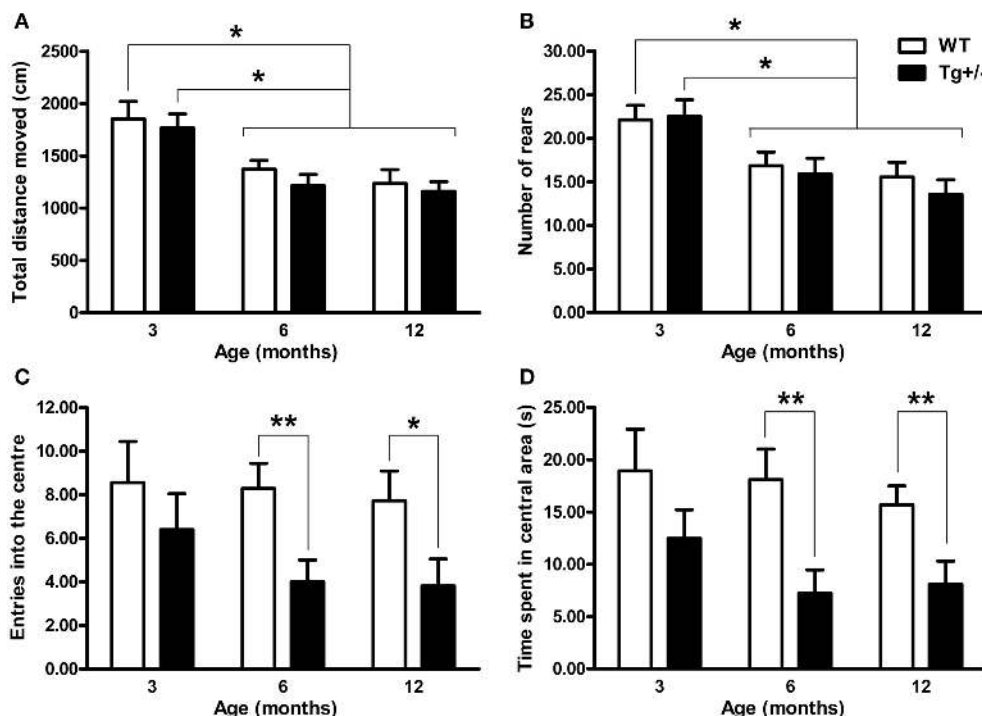 A
Total distance moved (cm)
2500
2000
1500
1000
500
0
*
*
3 6 12
Age (months)
B
Number of rears
30.00
25.00
20.00
15.00
10.00
5.00
0.00
*
*
WT
Tg+/-
3 6 12
Age (months)
C
Entries into the centre
12.00
10.00
8.00
6.00
4.00
2.00
0.00
**
*
3 6 12
Age (months)
D
Time spent in central area (s)
25.00
20.00
15.00
10.00
5.00
0.00
**
**
3 6 12
Age (months)